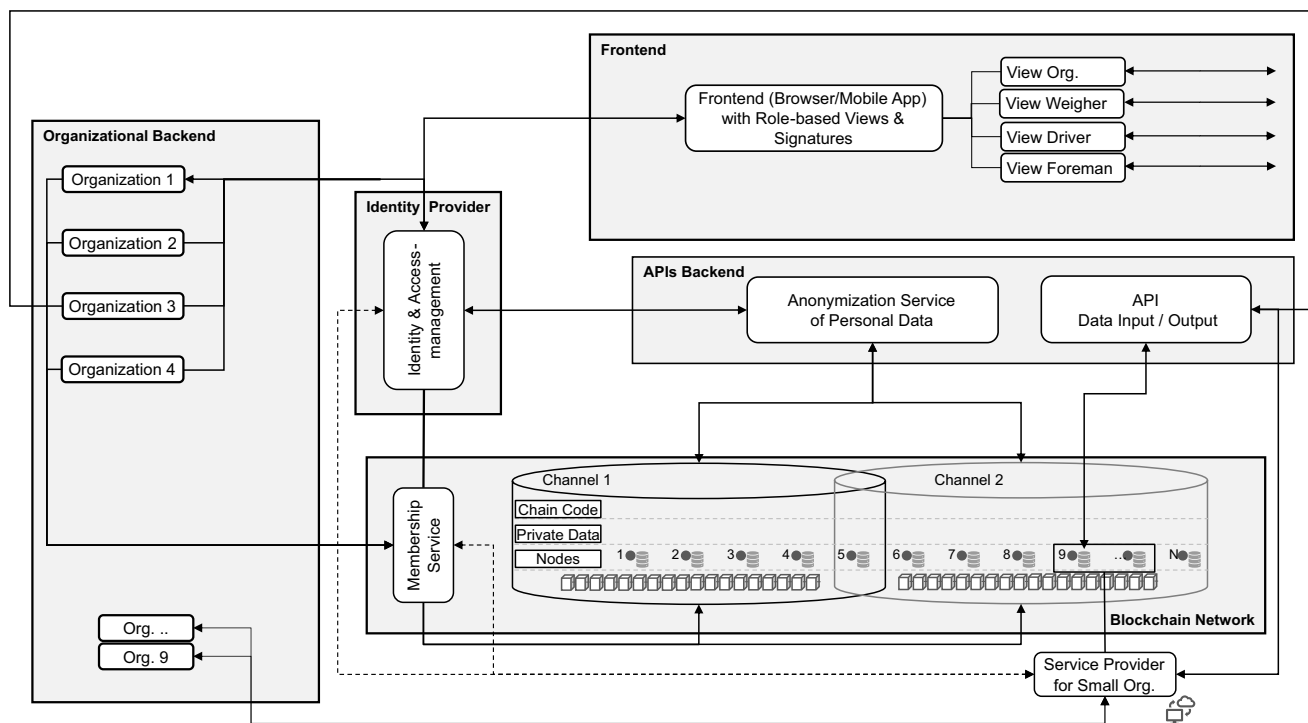 Frontend
Frontend (Browser/Mobile App)
with Role-based Views &
Signatures
View Org.
View Weigher
View Driver
View Foreman
Organizational Backend
Organization 1
Organization 2
Organization 3
Organization 4
Org. ..
Org. 9
Identity Provider
Identity & Access-
management
APIs Backend
Anonymization Service
of Personal Data
API
Data Input / Output
Membership
Service
Channel 1
Channel 2
Chain Code
Private Data
Nodes
1 2 3 4 5 6 7 8 9 .. N
Blockchain Network
Service Provider
for Small Org.